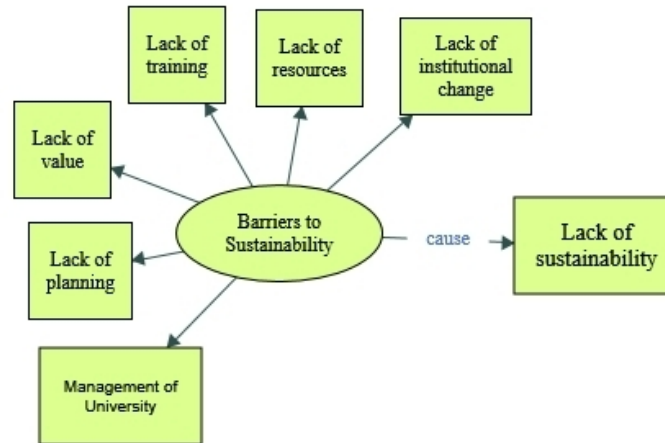 Lack of
training
Lack of
resources
Lack of
institutional
change
Lack of
value
Barriers to
Sustainability
cause
Lack of
sustainability
Lack of
planning
Management of
University